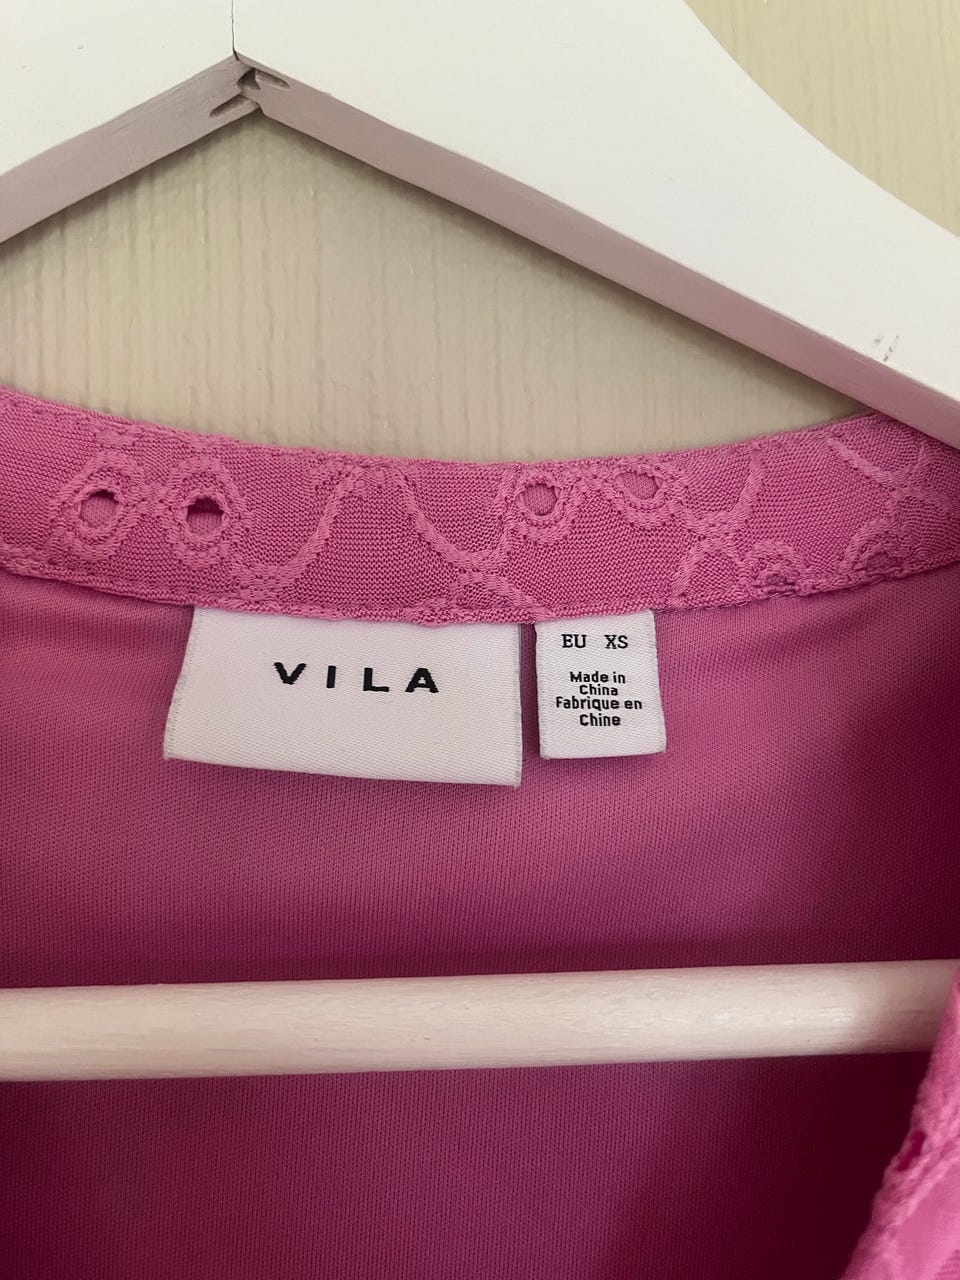 VILA
EU XS
Made in
China
Fabrique en
Chine